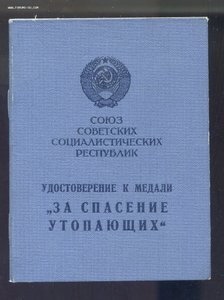 СОЮЗ
СОВЕТСКИХ
СОЦИАЛИСТИЧЕСКИХ
РЕСПУБЛИК
УДОСТОВЕРЕНИЕ К МЕДАЛИ
„ЗА СПАСЕНИЕ
УТОПАЮЩИХ“